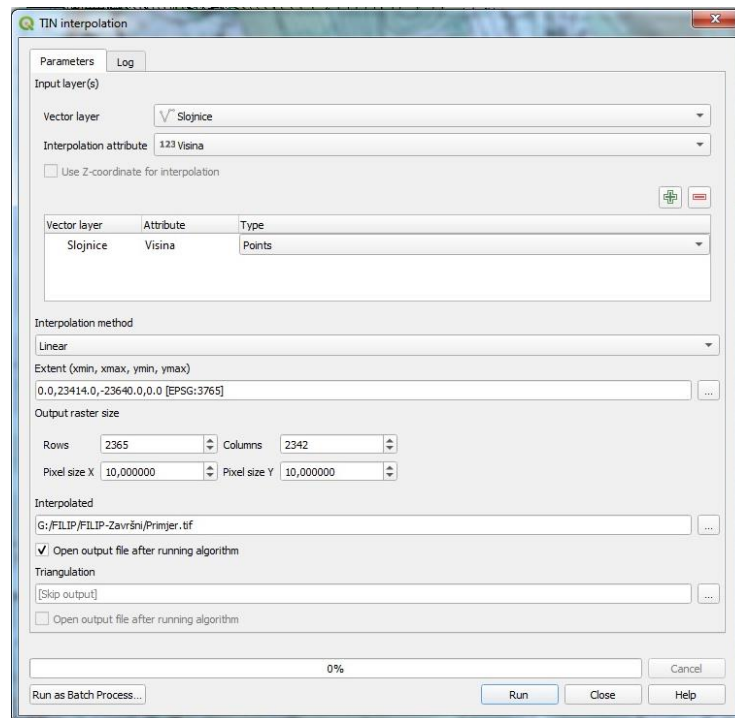 TIN interpolation
Parameters Log
Input layer(s)
Vector layer Slojnice
Interpolation attribute 123 Visina
Use Z-coordinate for interpolation
Vector layer Attribute Type
Slojnice Visina Points
Interpolation method
Linear
Extent (xmin, xmax, ymin, ymax)
0.0,23414.0,-23640.0,0.0 [EPSG:3765] ...
Output raster size
Rows 2365 Columns 2342
Pixel size X 10,000000 Pixel size Y 10,000000
Interpolated
G:/FILIP/FILIP-Završni/Primjer.tif ...
Open output file after running algorithm
Triangulation
[Skip output] ...
Open output file after running algorithm
0% Cancel
Run as Batch Process... Run Close Help